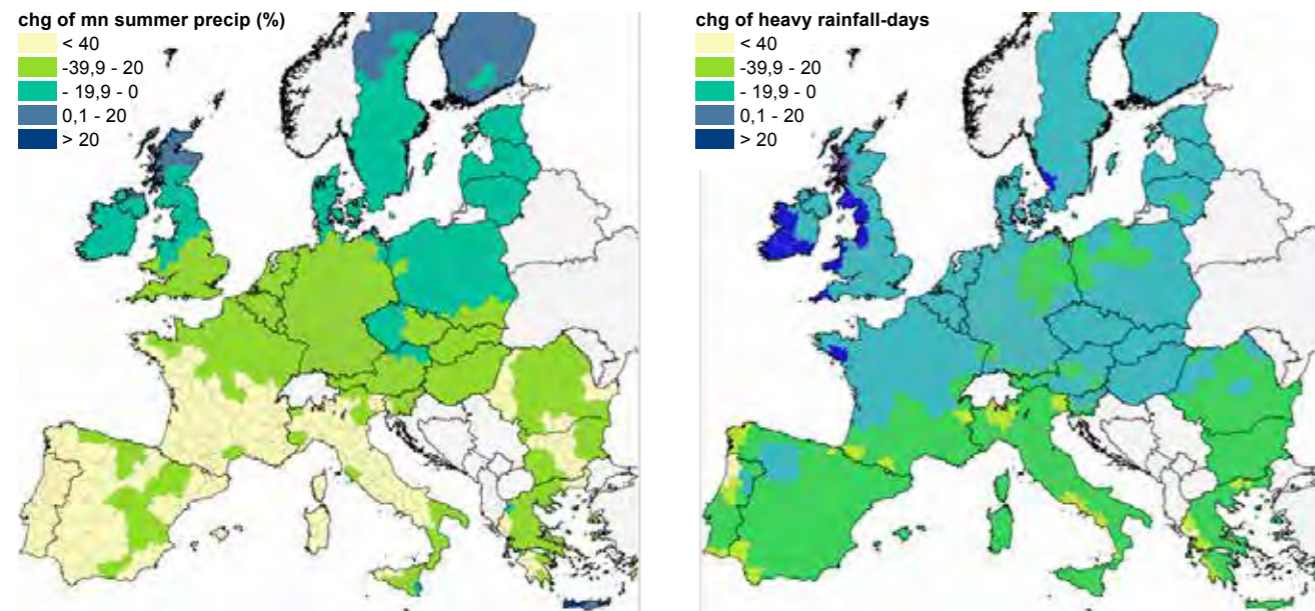 chg of mn summer precip (%)
< 40
-39,9 - 20
- 19,9 - 0
0,1 - 20
> 20
chg of heavy rainfall-days
< 40
-39,9 - 20
- 19,9 - 0
0,1 - 20
> 20